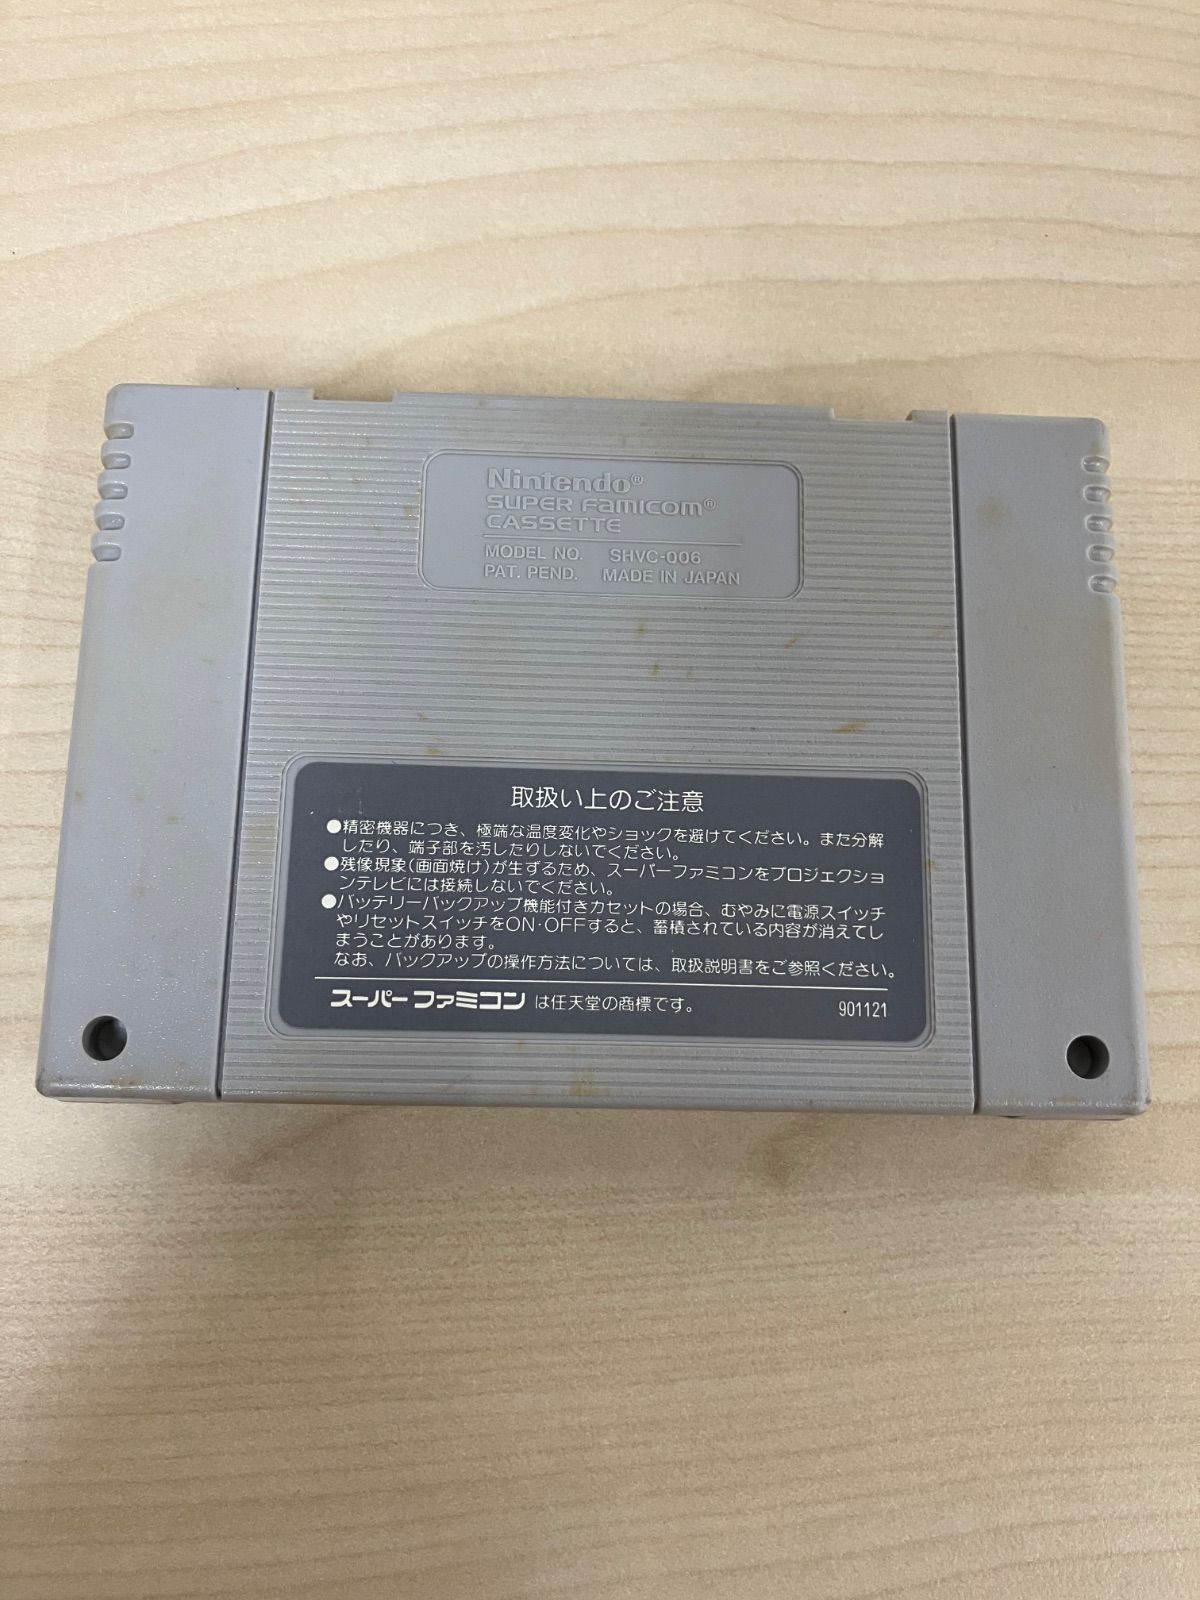 Nintendo®
SUPER FAMICOM®
CASSETTE
MODEL NO. SHVC-006
PAT. PEND. MADE IN JAPAN
取扱い上のご注意
●精密機器につき、極端な温度変化やショックを避けてください。また分解
したり、端子部を汚したりしないでください。
●残像現象(画面焼け)が生ずるため、スーパーファミコンをプロジェクショ
ンテレビには接続しないでください。
●バッテリーバックアップ機能付きカセットの場合、むやみに電源スイッチ
やリセットスイッチをON・OFFすると、蓄積されている内容が消えてし
まうことがあります。
なお、バックアップの操作方法については、取扱説明書をご参照ください。
スーパーファミコンは任天堂の商標です。 901121